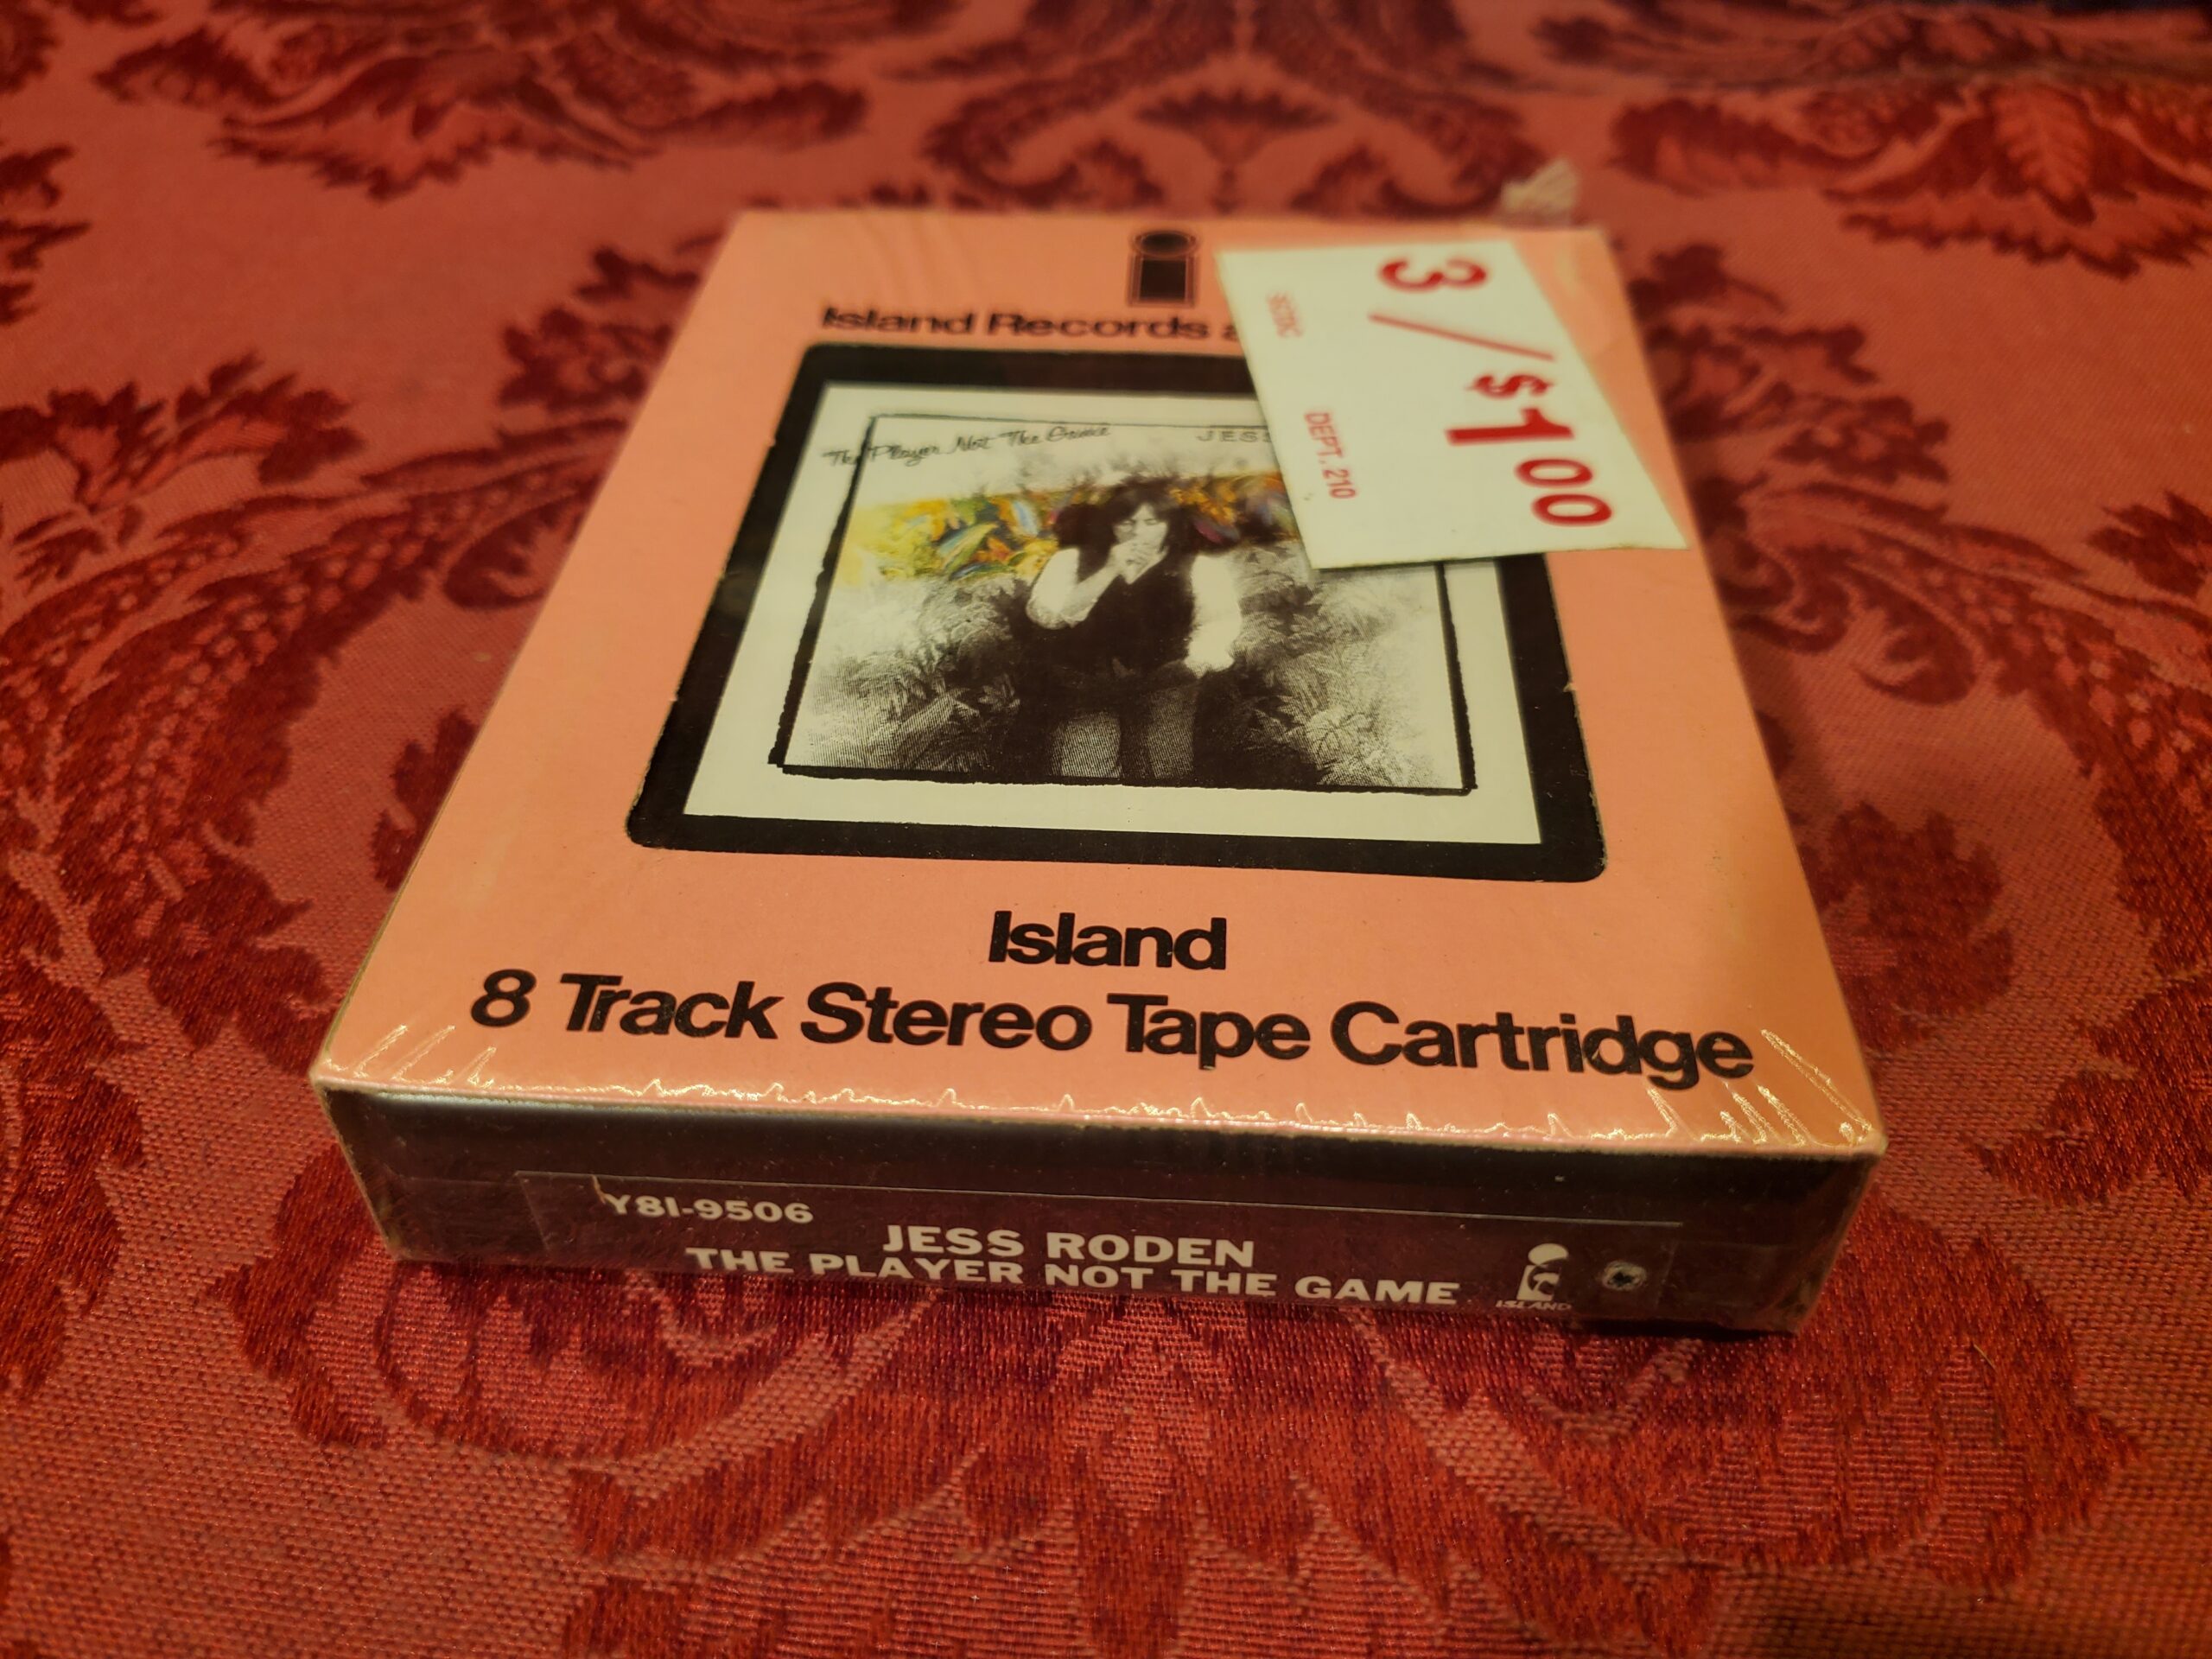 i
Island Records
3/$1.00
DEPT. 210
The Player Not The Game
JESS
Island
8 Track Stereo Tape Cartridge
Y8I-9506
JESS RODEN
THE PLAYER NOT THE GAME
ISLAND